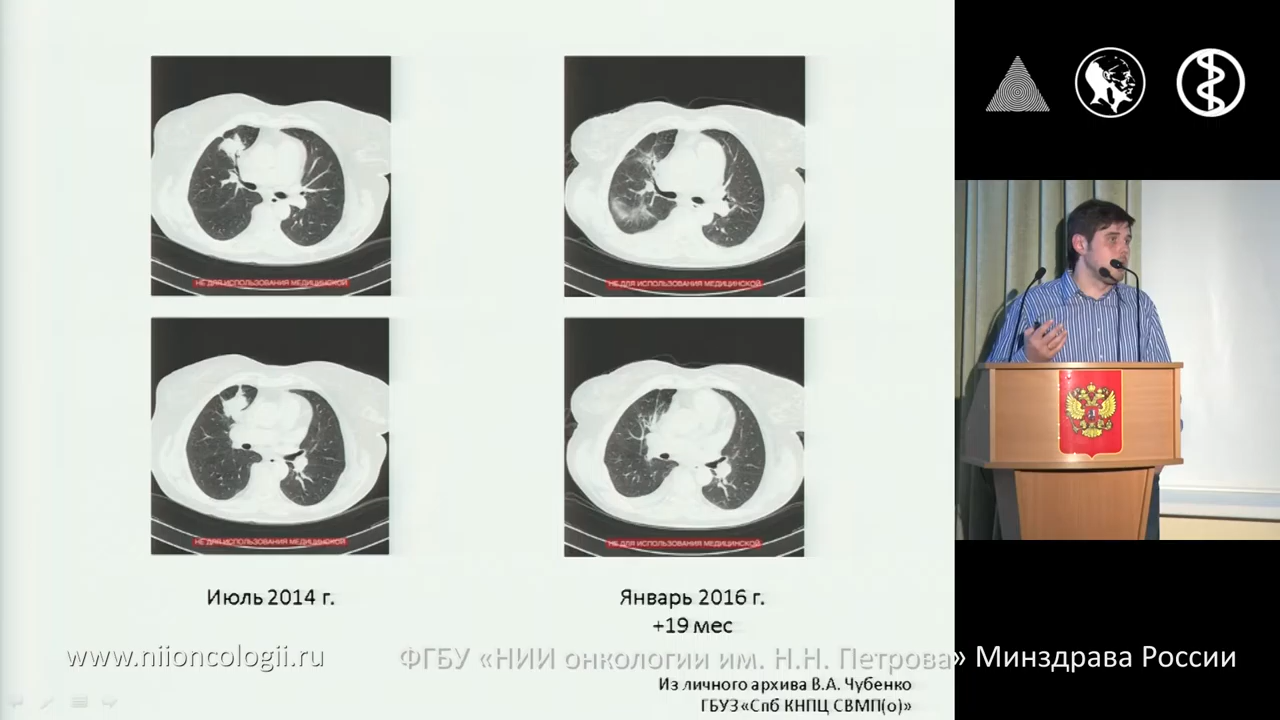 НЕ ДЛЯ ИСПОЛЬЗОВАНИЯ МЕДИЦИНСКОЙ
НЕ ДЛЯ ИСПОЛЬЗОВАНИЯ МЕДИЦИНСКОЙ
НЕ ДЛЯ ИСПОЛЬЗОВАНИЯ МЕДИЦИНСКОЙ
НЕ ДЛЯ ИСПОЛЬЗОВАНИЯ МЕДИЦИНСКОЙ
Июль 2014 г.
Январь 2016 г.
+19 мес
www.niioncologii.ru
ФГБУ «НИИ онкологии им. Н.Н. Петрова» Минздрава России
Из личного архива В.А. Чубенко
ГБУЗ «Спб КНПЦ СВМП(о)»